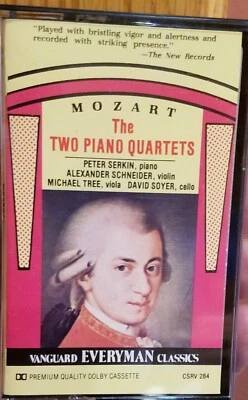 "Played with bristling vigor and alertness and
recorded with striking presence."
—The New Records
MOZART
The
TWO PIANO QUARTETS
PETER SERKIN, piano
ALEXANDER SCHNEIDER, violin
MICHAEL TREE, viola DAVID SOYER, cello
VANGUARD EVERYMAN CLASSICS
PREMIUM QUALITY DOLBY CASSETTE CSRV 284